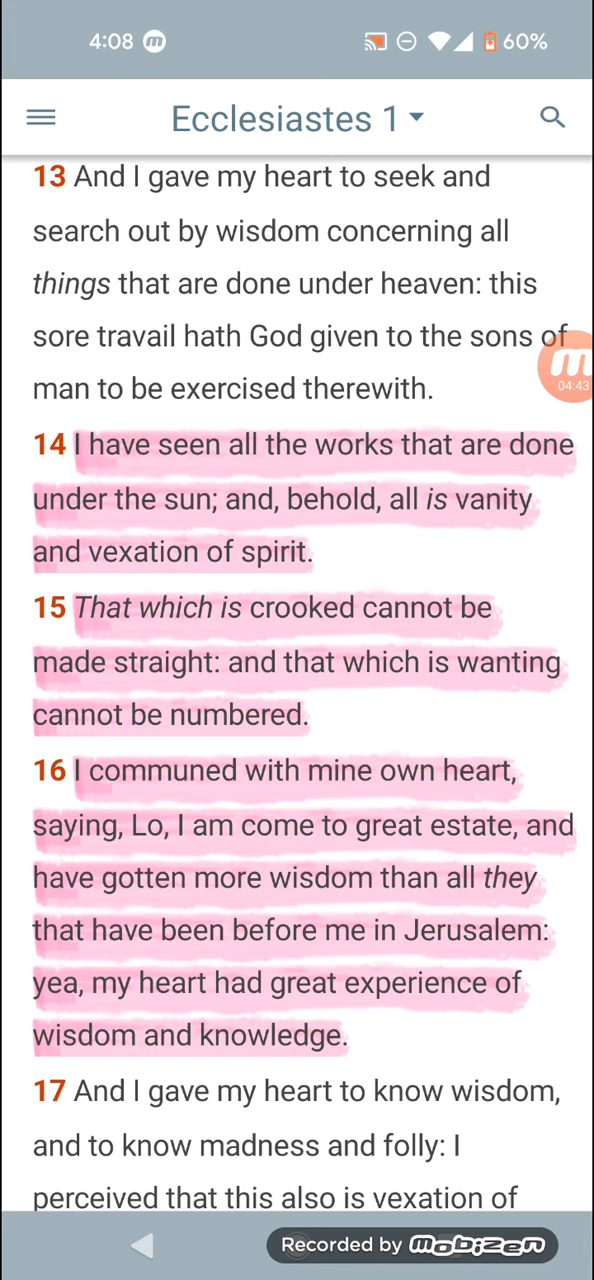 4:08 m 60%
Ecclesiastes 1
13 And I gave my heart to seek and
search out by wisdom concerning all
things that are done under heaven: this
sore travail hath God given to the sons of
man to be exercised therewith.
m
04:43
14 I have seen all the works that are done
under the sun; and, behold, all is vanity
and vexation of spirit.
15 That which is crooked cannot be
made straight: and that which is wanting
cannot be numbered.
16 I communed with mine own heart,
saying, Lo, I am come to great estate, and
have gotten more wisdom than all they
that have been before me in Jerusalem:
yea, my heart had great experience of
wisdom and knowledge.
17 And I gave my heart to know wisdom,
and to know madness and folly: I
perceived that this also is vexation of
Recorded by mobizen